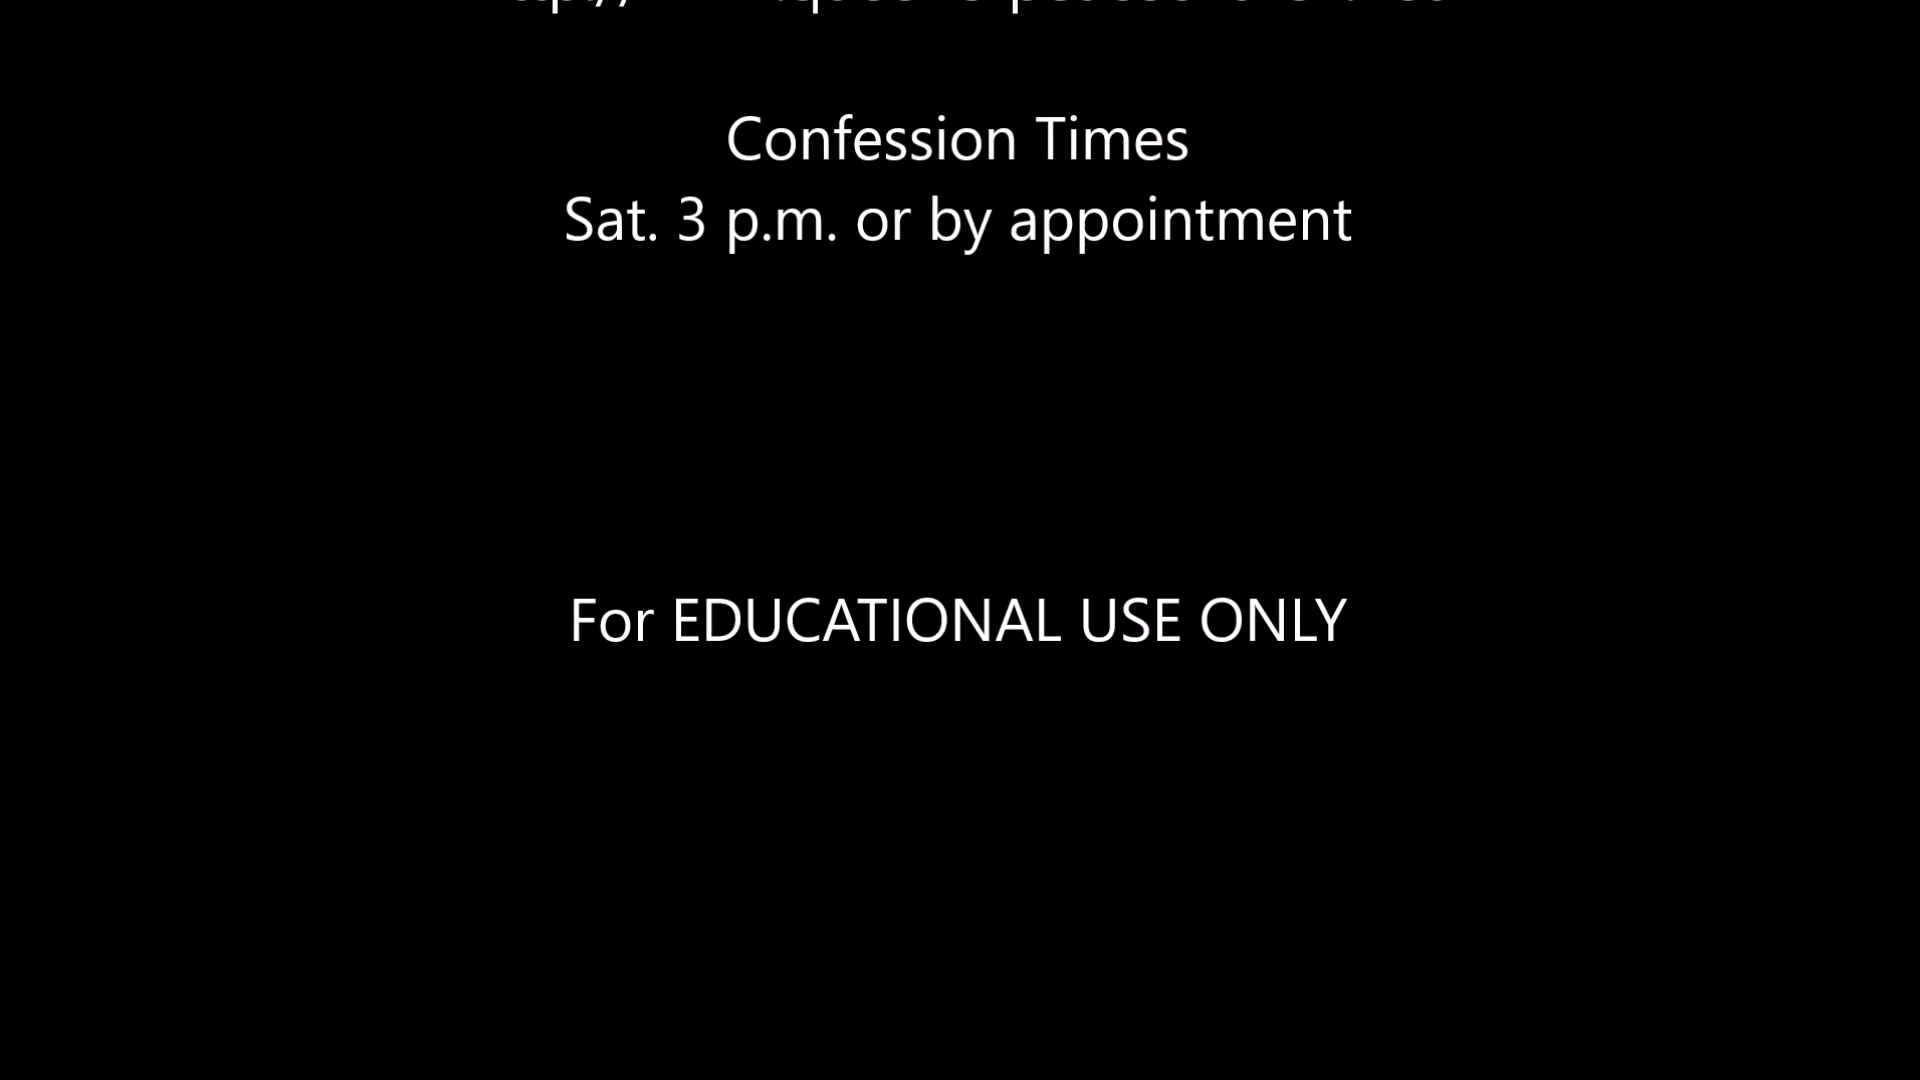 Confession Times
Sat. 3 p.m. or by appointment
For EDUCATIONAL USE ONLY